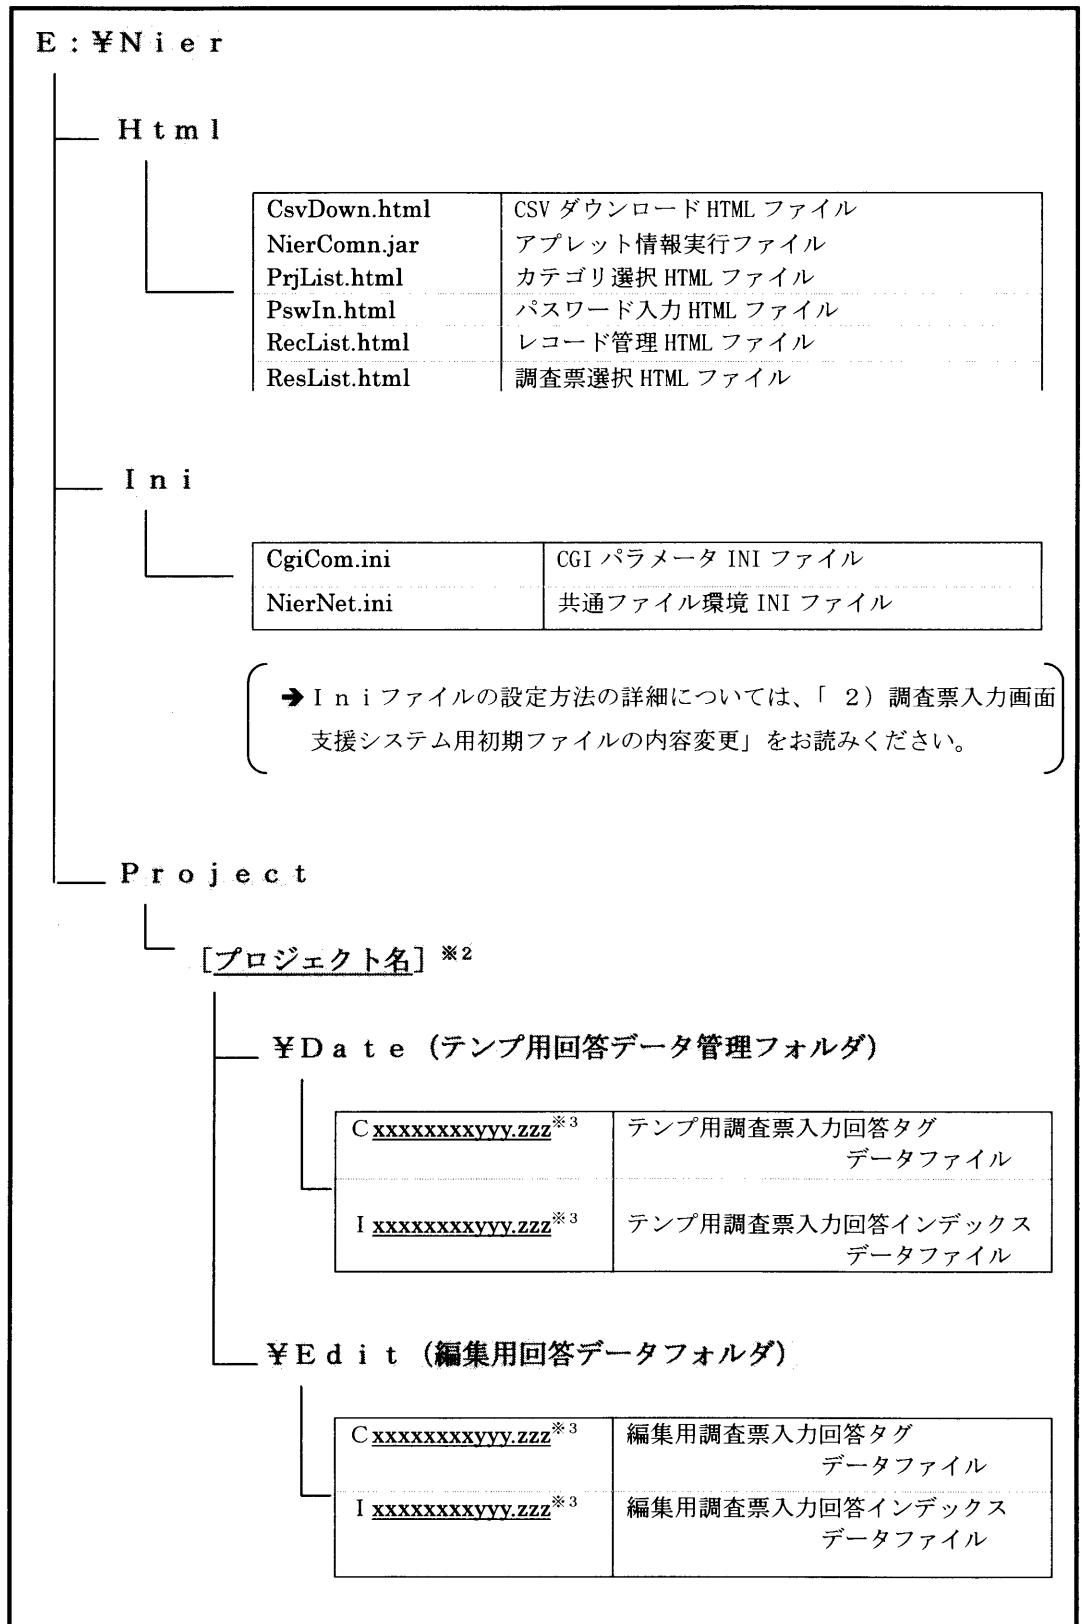 E：¥Nier
Html
CsvDown.html CSV ダウンロード HTML ファイル
NierComn.jar アプレット情報実行ファイル
PrjList.html カテゴリ選択 HTML ファイル
PswIn.html パスワード入力 HTML ファイル
RecList.html レコード管理 HTML ファイル
ResList.html 調査票選択 HTML ファイル
Ini
CgiCom.ini CGI パラメータ INI ファイル
NierNet.ini 共通ファイル環境 INI ファイル
➔Ｉｎｉファイルの設定方法の詳細については、「 2）調査票入力画面
支援システム用初期ファイルの内容変更」をお読みください。
Project
[プロジェクト名] ※2
¥Date（テンプ用回答データ管理フォルダ）
Cxxxxxxxxyyy.zzz※3 テンプ用調査票入力回答タグ
データファイル
Ixxxxxxxxyyy.zzz※3 テンプ用調査票入力回答インデックス
データファイル
¥Edit（編集用回答データフォルダ）
Cxxxxxxxxyyy.zzz※3 編集用調査票入力回答タグ
データファイル
Ixxxxxxxxyyy.zzz※3 編集用調査票入力回答インデックス
データファイル